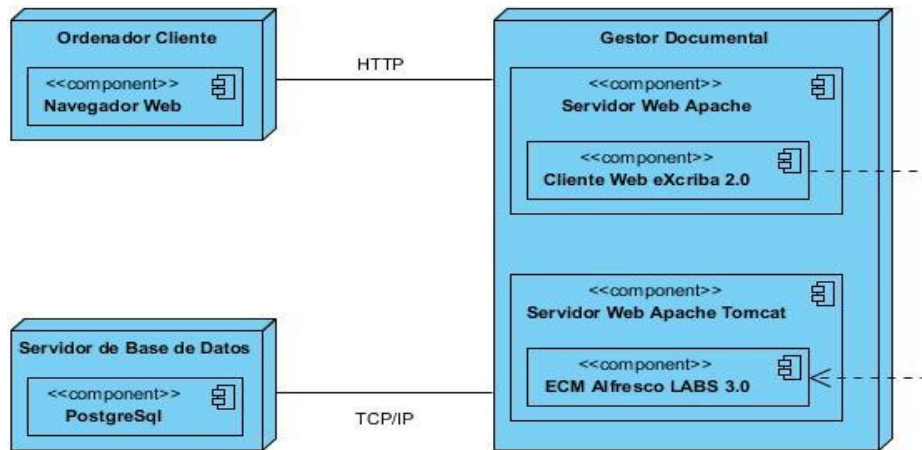 Ordenador Cliente
<<component>>
Navegador Web
HTTP
Gestor Documental
<<component>>
Servidor Web Apache
<<component>>
Cliente Web eXcriba 2.0
<<component>>
Servidor Web Apache Tomcat
<<component>>
ECM Alfresco LABS 3.0
Servidor de Base de Datos
<<component>>
PostgreSql
TCP/IP